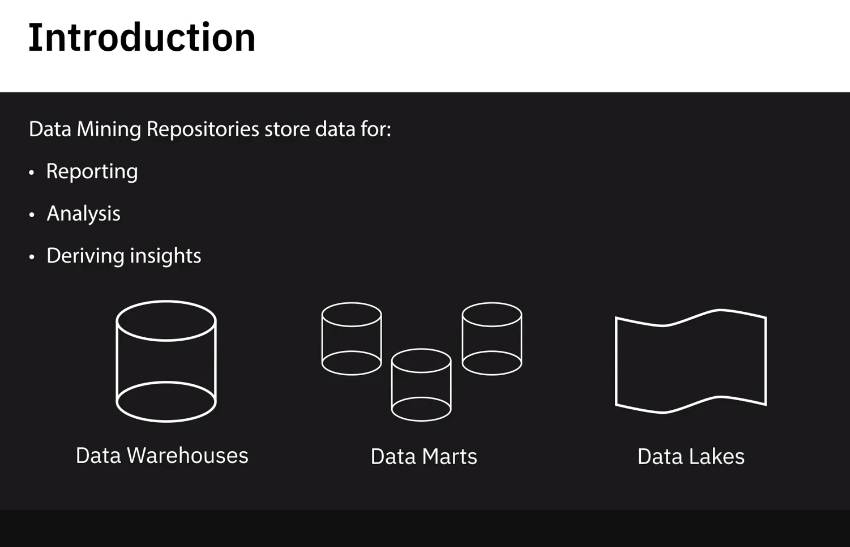 Introduction
Data Mining Repositories store data for:
• Reporting
• Analysis
• Deriving insights
Data Warehouses
Data Marts
Data Lakes